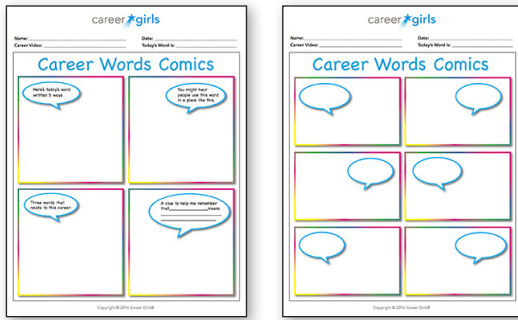 career girls
Name: Date:
Career Video: Today's Word Is:
Career Words Comics
Here's today's word
written 5 ways
You might hear
people use this word
in a place like this
Three words that
relate to this career
A clue to help me remember
that means
Copyright © 2016 Career Girls®
career girls
Name: Date:
Career Video: Today's Word Is:
Career Words Comics
Copyright © 2016 Career Girls®